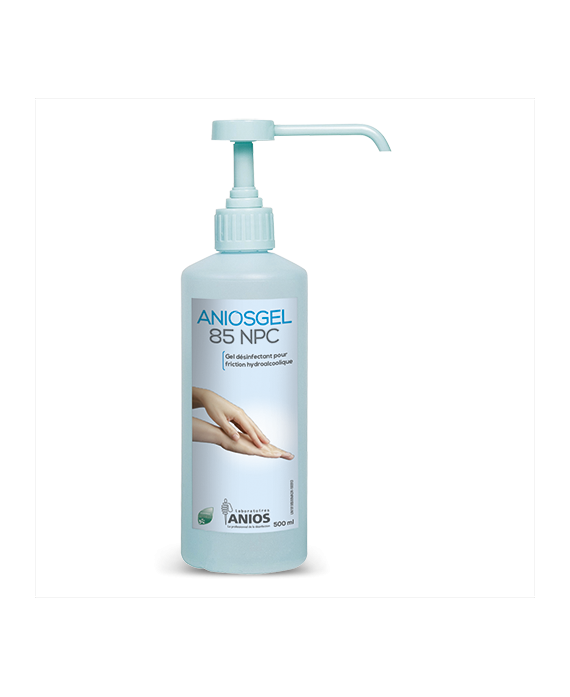 ANIOSGEL
85 NPC
Gel désinfectant pour
friction hydroalcoolique
laboratoires
ANIOS
500 ml